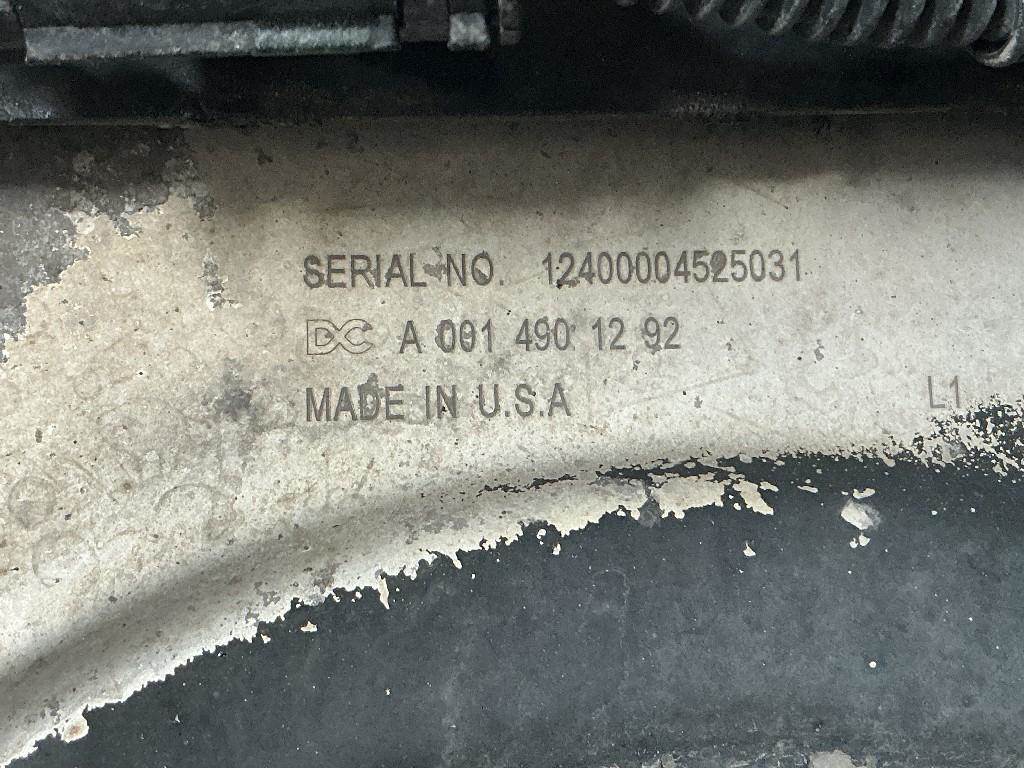 SERIAL NO. 12400004525031
DC A 001 490 12 92
MADE IN U.S.A
L1